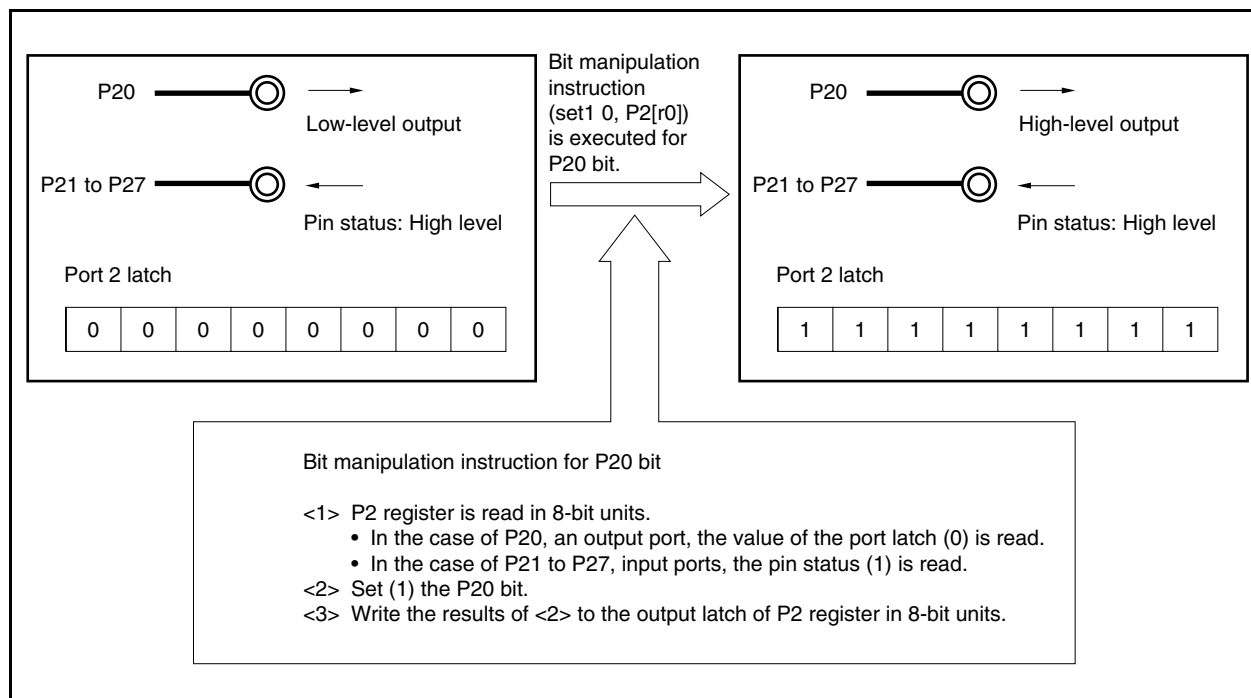 P20
Low-level output
P21 to P27
Pin status: High level
Port 2 latch
0 0 0 0 0 0 0 0
Bit manipulation
instruction
(set1 0, P2[r0])
is executed for
P20 bit.
P20
High-level output
P21 to P27
Pin status: High level
Port 2 latch
1 1 1 1 1 1 1 1
Bit manipulation instruction for P20 bit
<1> P2 register is read in 8-bit units.
• In the case of P20, an output port, the value of the port latch (0) is read.
• In the case of P21 to P27, input ports, the pin status (1) is read.
<2> Set (1) the P20 bit.
<3> Write the results of <2> to the output latch of P2 register in 8-bit units.